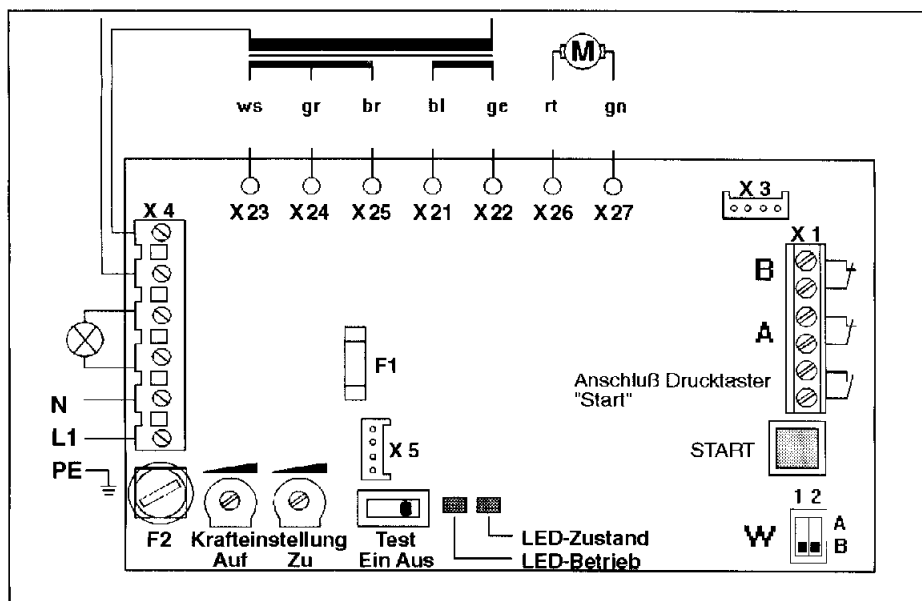 M
ws gr br bl ge rt gn
X 4
X23 X24 X25 X21 X22 X26 X27
X 3
X 1
B
A
F1
Anschluß Drucktaster
"Start"
N
L1
PE
X 5
START
1 2
W
A
B
F2
Krafteinstellung
Auf Zu
Test
Ein Aus
LED-Zustand
LED-Betrieb